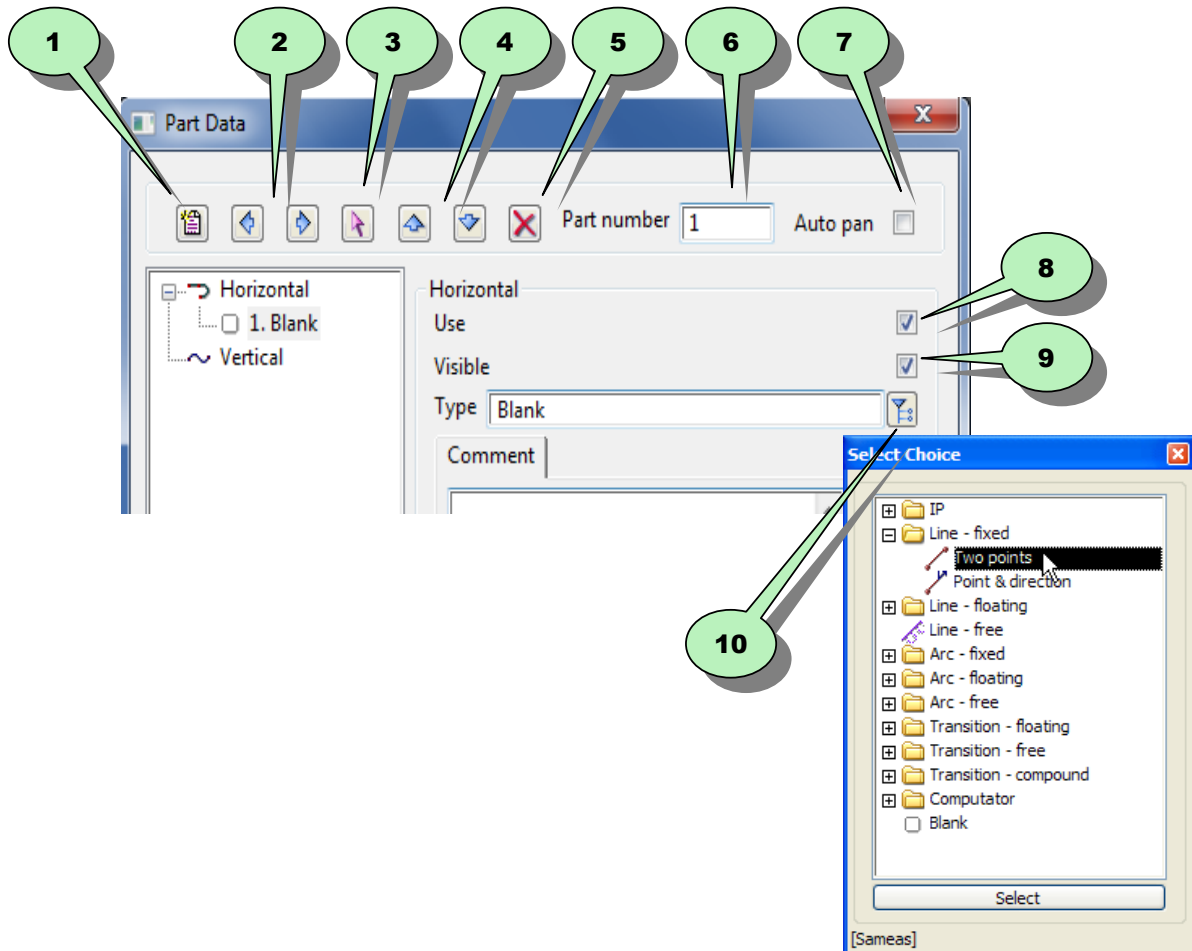 1 2 3 4 5 6 7
Part Data
Part number 1 Auto pan
8
Horizontal
1. Blank
Vertical
Horizontal
Use
Visible
9
Type Blank
Comment
10
Select Choice
IP
Line - fixed
Two points
Point & direction
Line - floating
Line - free
Arc - fixed
Arc - floating
Arc - free
Transition - floating
Transition - free
Transition - compound
Computator
Blank
Select
[Sameas]